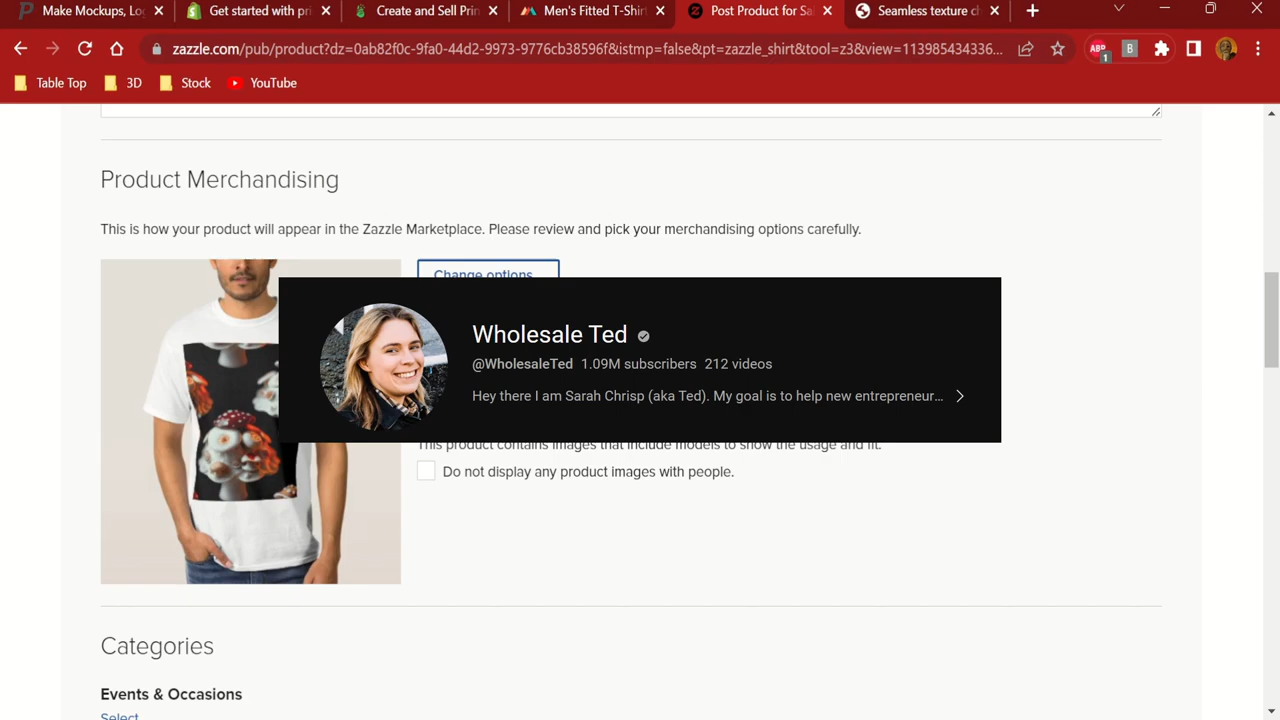 Make Mockups, Lo
Get started with pri
Create and Sell Prin
Men's Fitted T-Shirt
Post Product for Sa
Seamless texture ch
zazzle.com/pub/product?dz=0ab82f0c-9fa0-44d2-9973-9776cb38596f&istmp=false&pt=zazzle_shirt&tool=z3&view=113985434336...
ABP
1
B
Table Top
3D
Stock
YouTube
Product Merchandising
This is how your product will appear in the Zazzle Marketplace. Please review and pick your merchandising options carefully.
Change options
Wholesale Ted
@WholesaleTed 1.09M subscribers 212 videos
Hey there I am Sarah Chrisp (aka Ted). My goal is to help new entrepreneur...
This product contains images that include models to show the usage and fit.
Do not display any product images with people.
Categories
Events & Occasions
Select